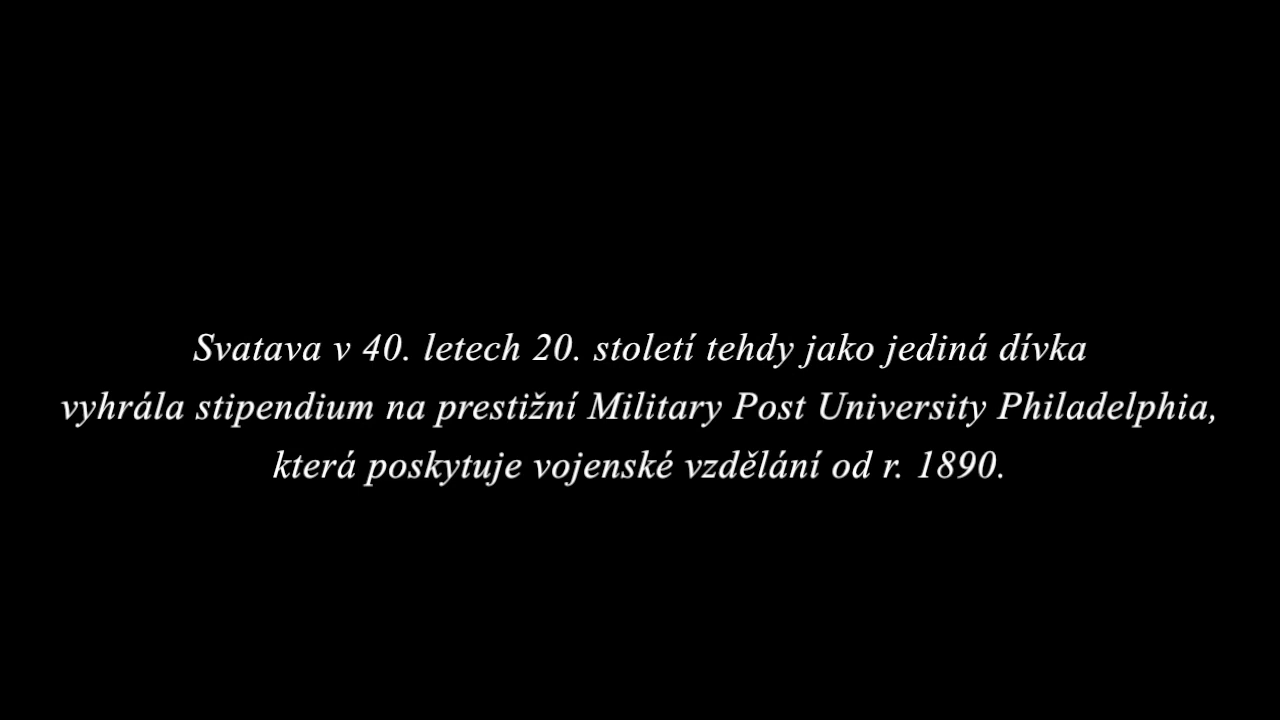 Svatava v 40. letech 20. století tehdy jako jediná dívka
vyhrála stipendium na prestižní Military Post University Philadelphia,
která poskytuje vojenské vzdělání od r. 1890.